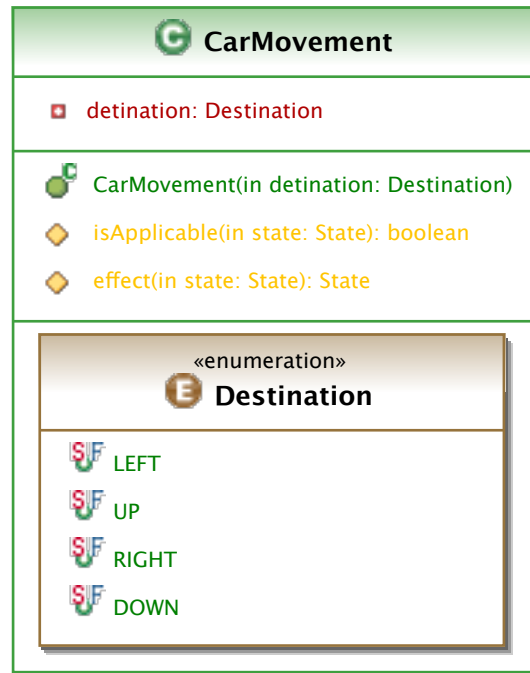 C CarMovement
detination: Destination
C CarMovement(in detination: Destination)
isApplicable(in state: State): boolean
effect(in state: State): State
«enumeration»
E Destination
S F LEFT
S F UP
S F RIGHT
S F DOWN